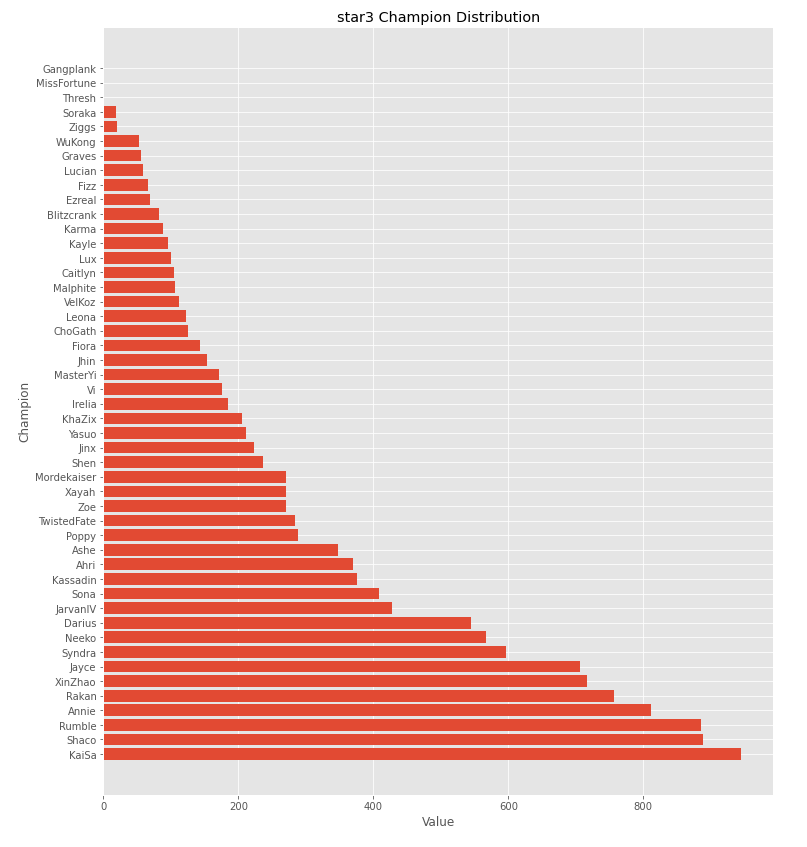 star3 Champion Distribution
Gangplank
MissFortune
Thresh
Soraka
Ziggs
WuKong
Graves
Lucian
Fizz
Ezreal
Blitzcrank
Karma
Kayle
Lux
Caitlyn
Malphite
VelKoz
Leona
ChoGath
Fiora
Jhin
MasterYi
Vi
Irelia
KhaZix
Yasuo
Jinx
Shen
Mordekaiser
Xayah
Zoe
TwistedFate
Poppy
Ashe
Ahri
Kassadin
Sona
JarvanIV
Darius
Neeko
Syndra
Jayce
XinZhao
Rakan
Annie
Rumble
Shaco
KaiSa
Champion
0 200 400 600 800
Value